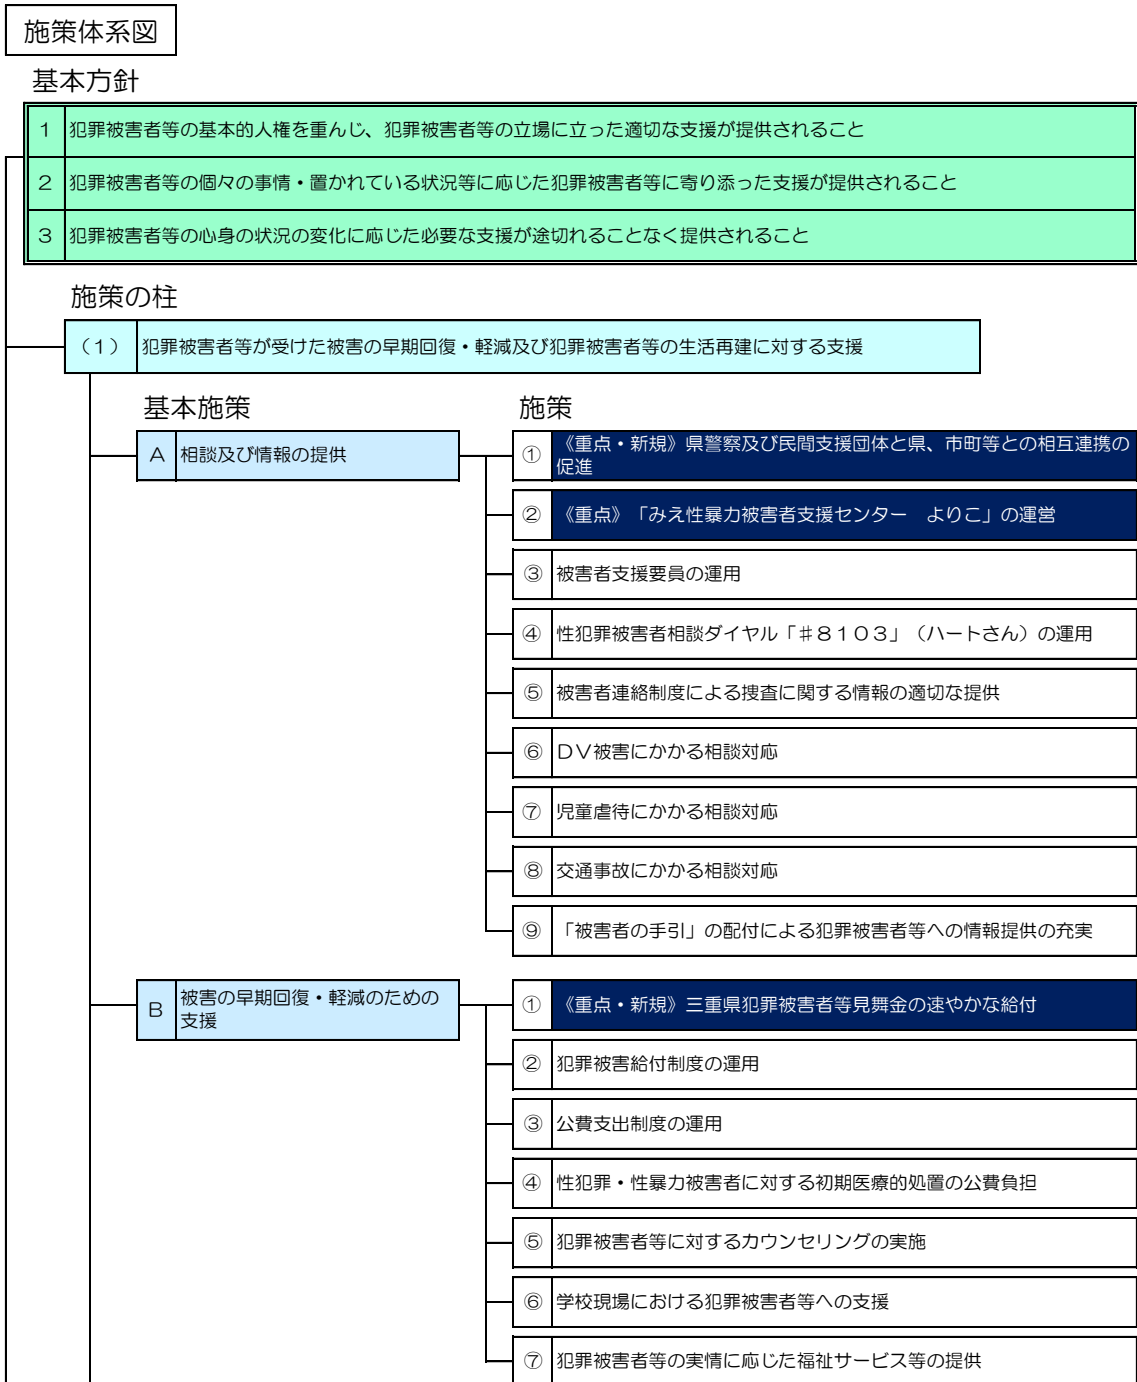 施策体系図
基本方針
1 犯罪被害者等の基本的人権を重んじ、犯罪被害者等の立場に立った適切な支援が提供されること
2 犯罪被害者等の個々の事情・置かれている状況等に応じた犯罪被害者等に寄り添った支援が提供されること
3 犯罪被害者等の心身の状況の変化に応じた必要な支援が途切れることなく提供されること
施策の柱
（１） 犯罪被害者等が受けた被害の早期回復・軽減及び犯罪被害者等の生活再建に対する支援
基本施策 施策
A 相談及び情報の提供
① 《重点・新規》県警察及び民間支援団体と県、市町等との相互連携の
促進
② 《重点》「みえ性暴力被害者支援センター　よりこ」の運営
③ 被害者支援要員の運用
④ 性犯罪被害者相談ダイヤル「＃８１０３」（ハートさん）の運用
⑤ 被害者連絡制度による捜査に関する情報の適切な提供
⑥ ＤＶ被害にかかる相談対応
⑦ 児童虐待にかかる相談対応
⑧ 交通事故にかかる相談対応
⑨ 「被害者の手引」の配付による犯罪被害者等への情報提供の充実
B 被害の早期回復・軽減のための
支援
① 《重点・新規》三重県犯罪被害者等見舞金の速やかな給付
② 犯罪被害給付制度の運用
③ 公費支出制度の運用
④ 性犯罪・性暴力被害者に対する初期医療的処置の公費負担
⑤ 犯罪被害者等に対するカウンセリングの実施
⑥ 学校現場における犯罪被害者等への支援
⑦ 犯罪被害者等の実情に応じた福祉サービス等の提供